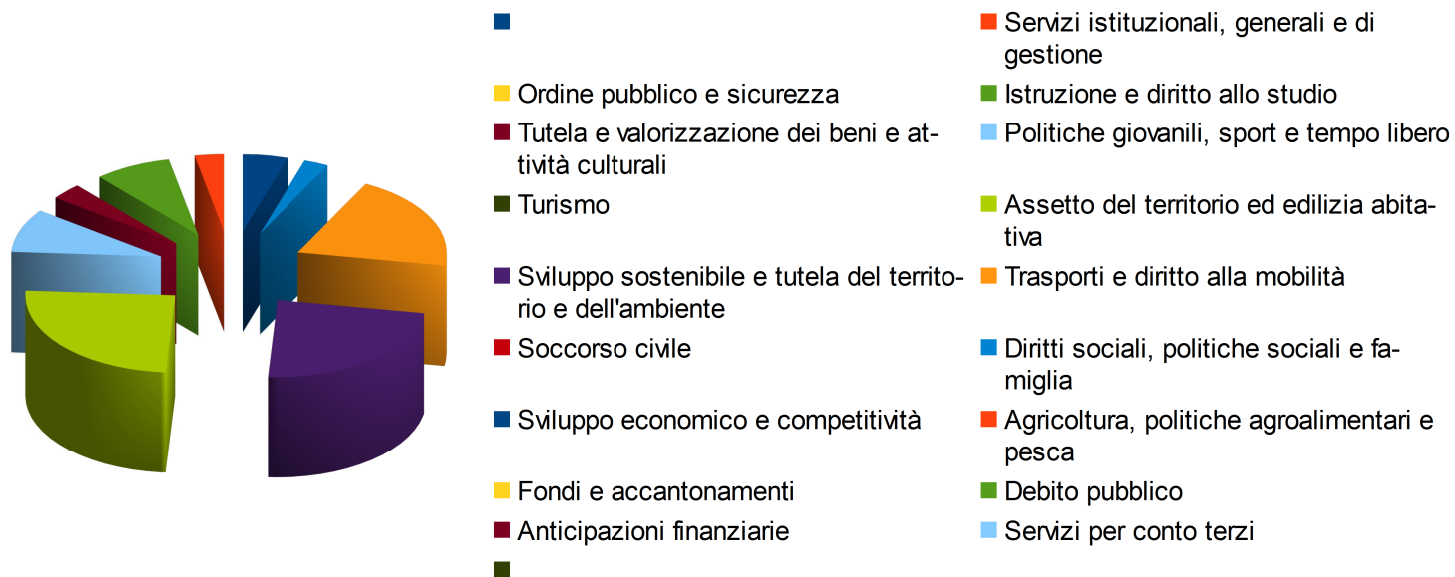 Servizi istituzionali, generali e di
gestione
Ordine pubblico e sicurezza
Istruzione e diritto allo studio
Tutela e valorizzazione dei beni e at-
tività culturali
Politiche giovanili, sport e tempo libero
Turismo
Assetto del territorio ed edilizia abita-
tiva
Sviluppo sostenibile e tutela del territo-
rio e dell'ambiente
Trasporti e diritto alla mobilità
Soccorso civile
Diritti sociali, politiche sociali e fa-
miglia
Sviluppo economico e competitività
Agricoltura, politiche agroalimentari e
pesca
Fondi e accantonamenti
Debito pubblico
Anticipazioni finanziarie
Servizi per conto terzi